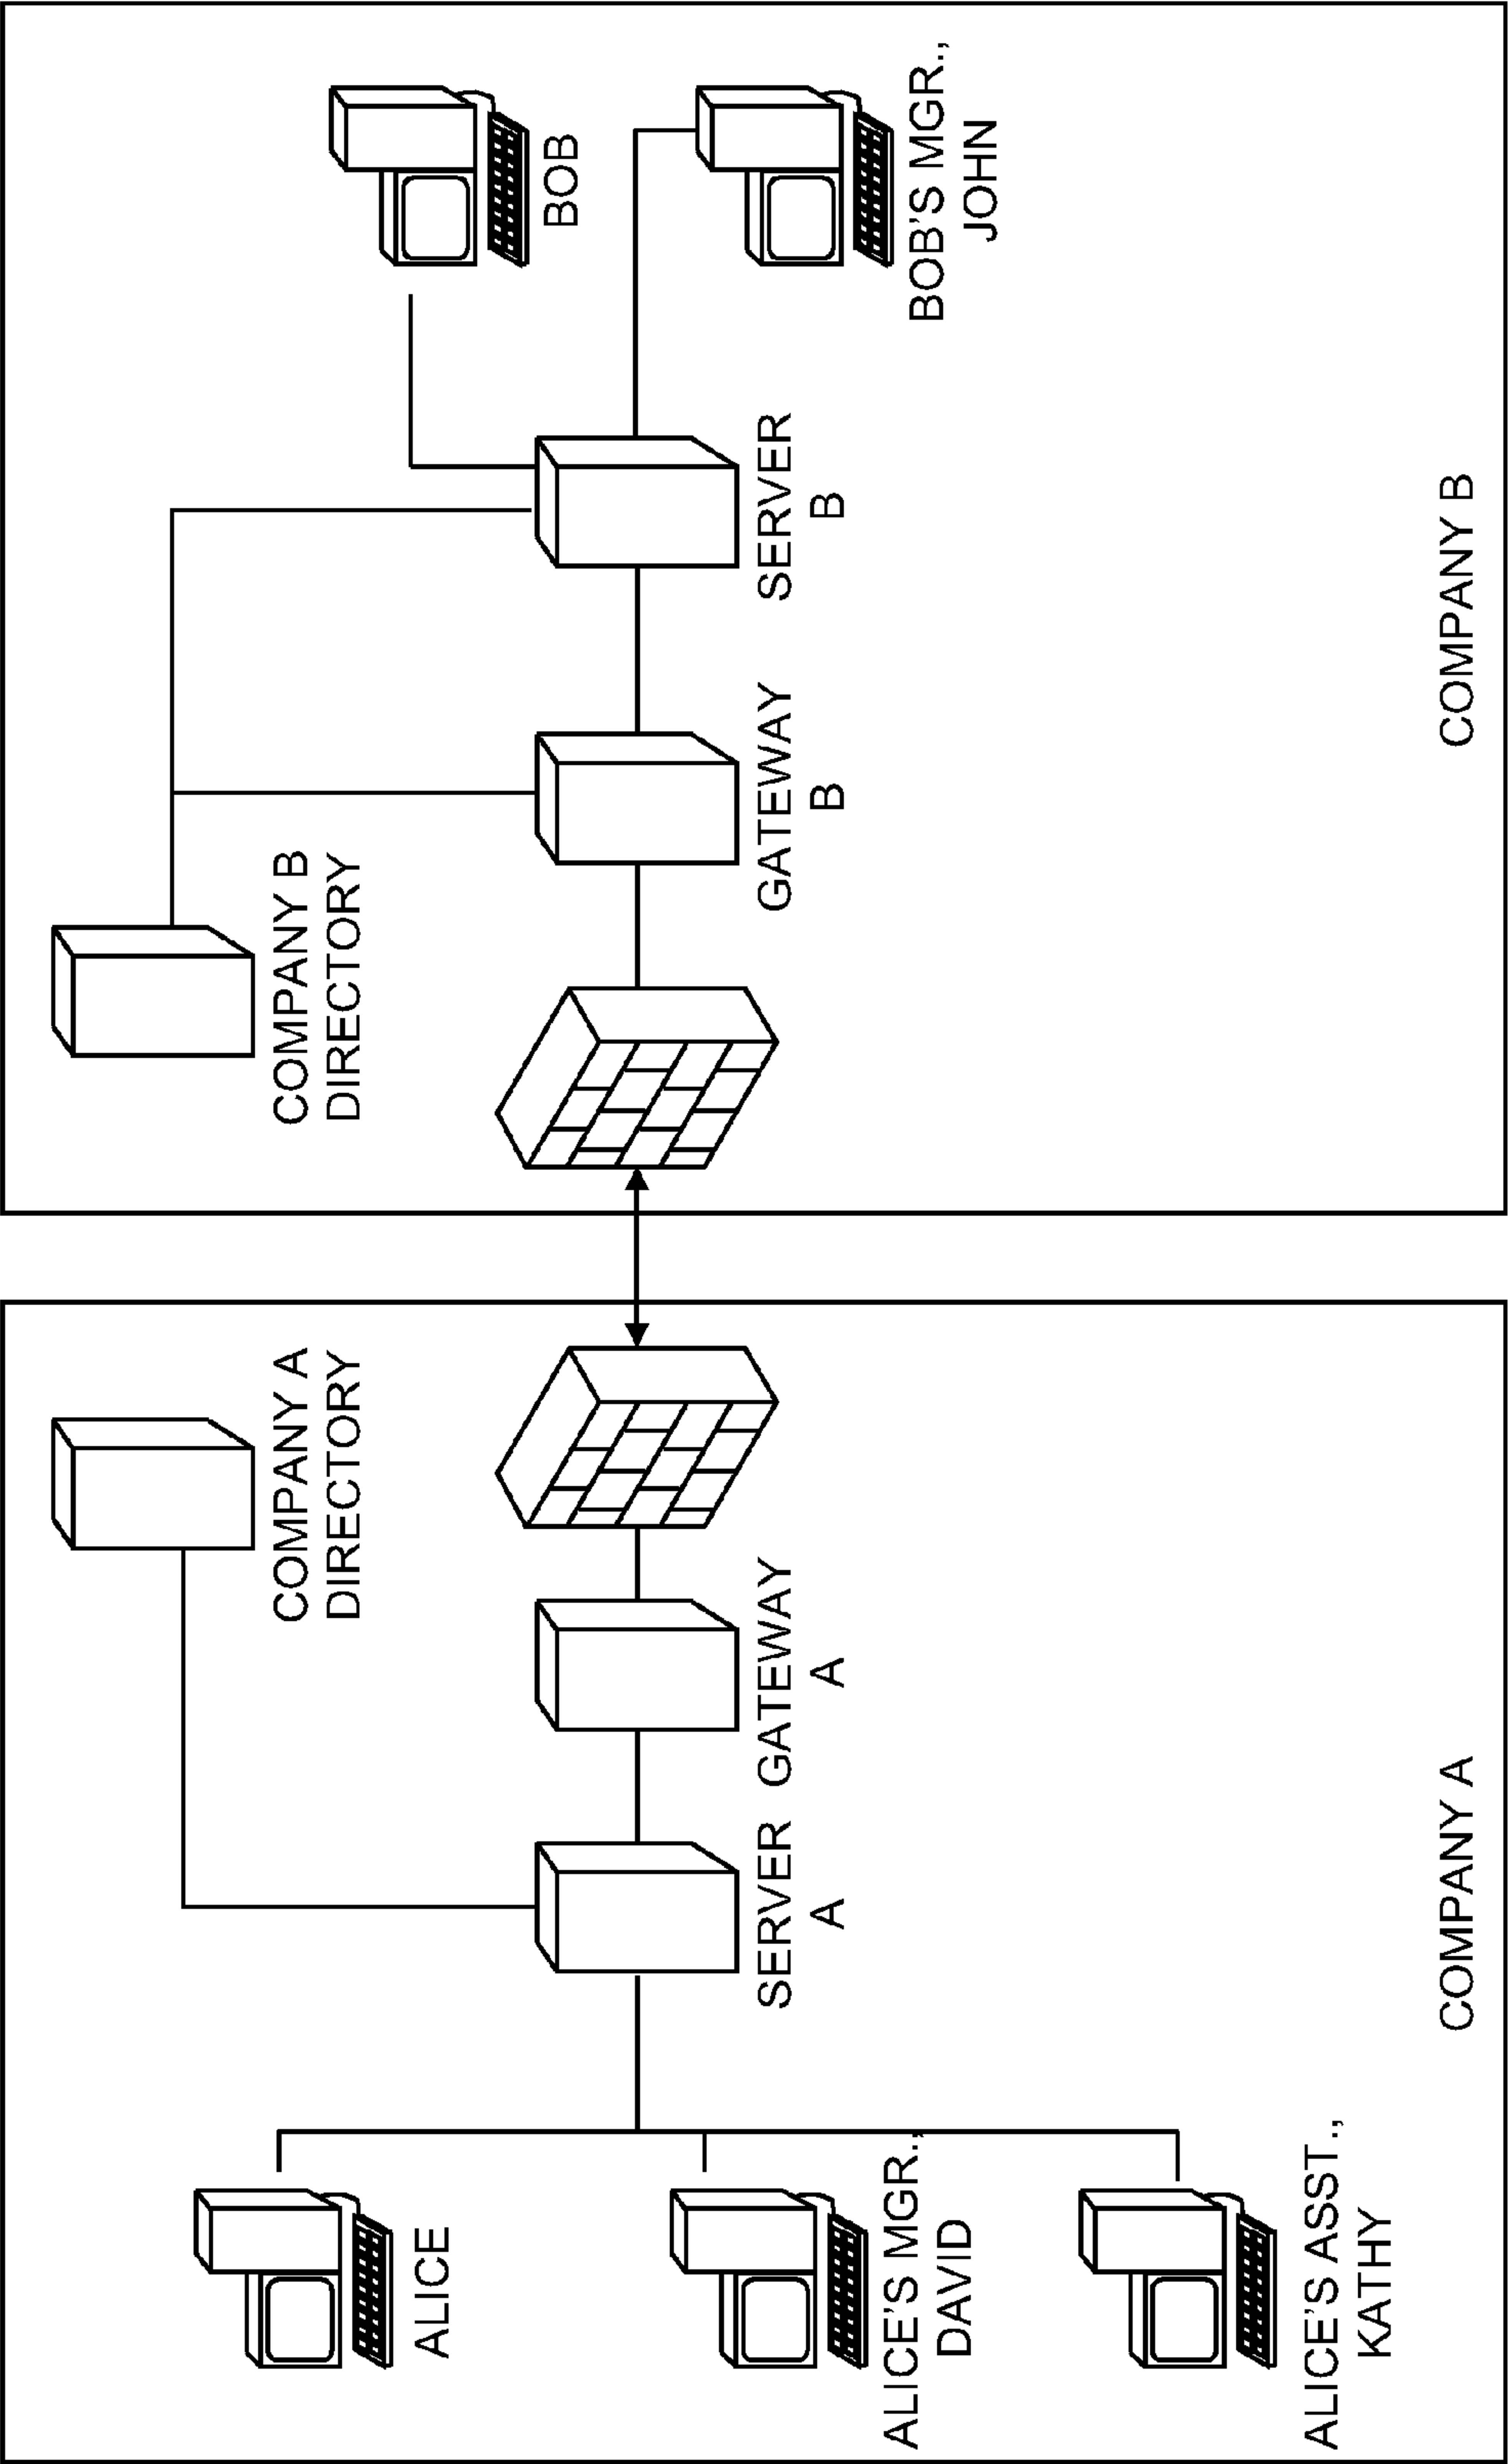 COMPANY A
DIRECTORY
COMPANY B
DIRECTORY
ALICE
BOB
SERVER
A
GATEWAY
A
GATEWAY
B
SERVER
B
ALICE'S MGR.,
DAVID
BOB'S MGR.,
JOHN
ALICE'S ASST.,
KATHY
COMPANY A
COMPANY B